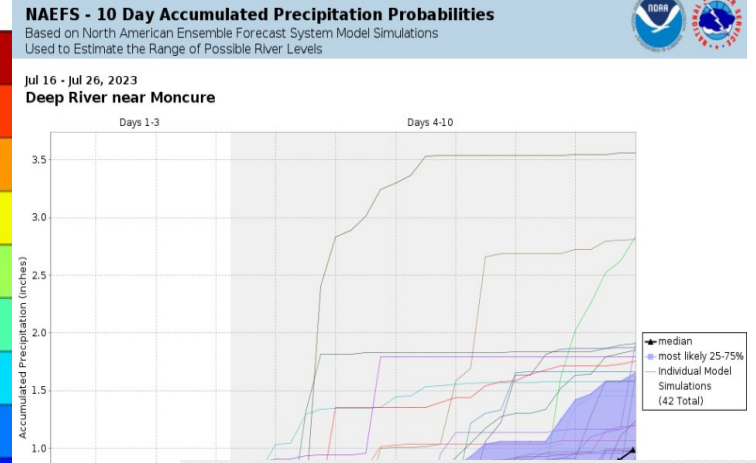 NAEFS - 10 Day Accumulated Precipitation Probabilities
Based on North American Ensemble Forecast System Model Simulations
Used to Estimate the Range of Possible River Levels
NOAA
Jul 16 - Jul 26, 2023
Deep River near Moncure
Days 1-3
Days 4-10
Accumulated Precipitation (inches)
3.5
3.0
2.5
2.0
1.5
1.0
median
most likely 25-75%
Individual Model
Simulations
(42 Total)